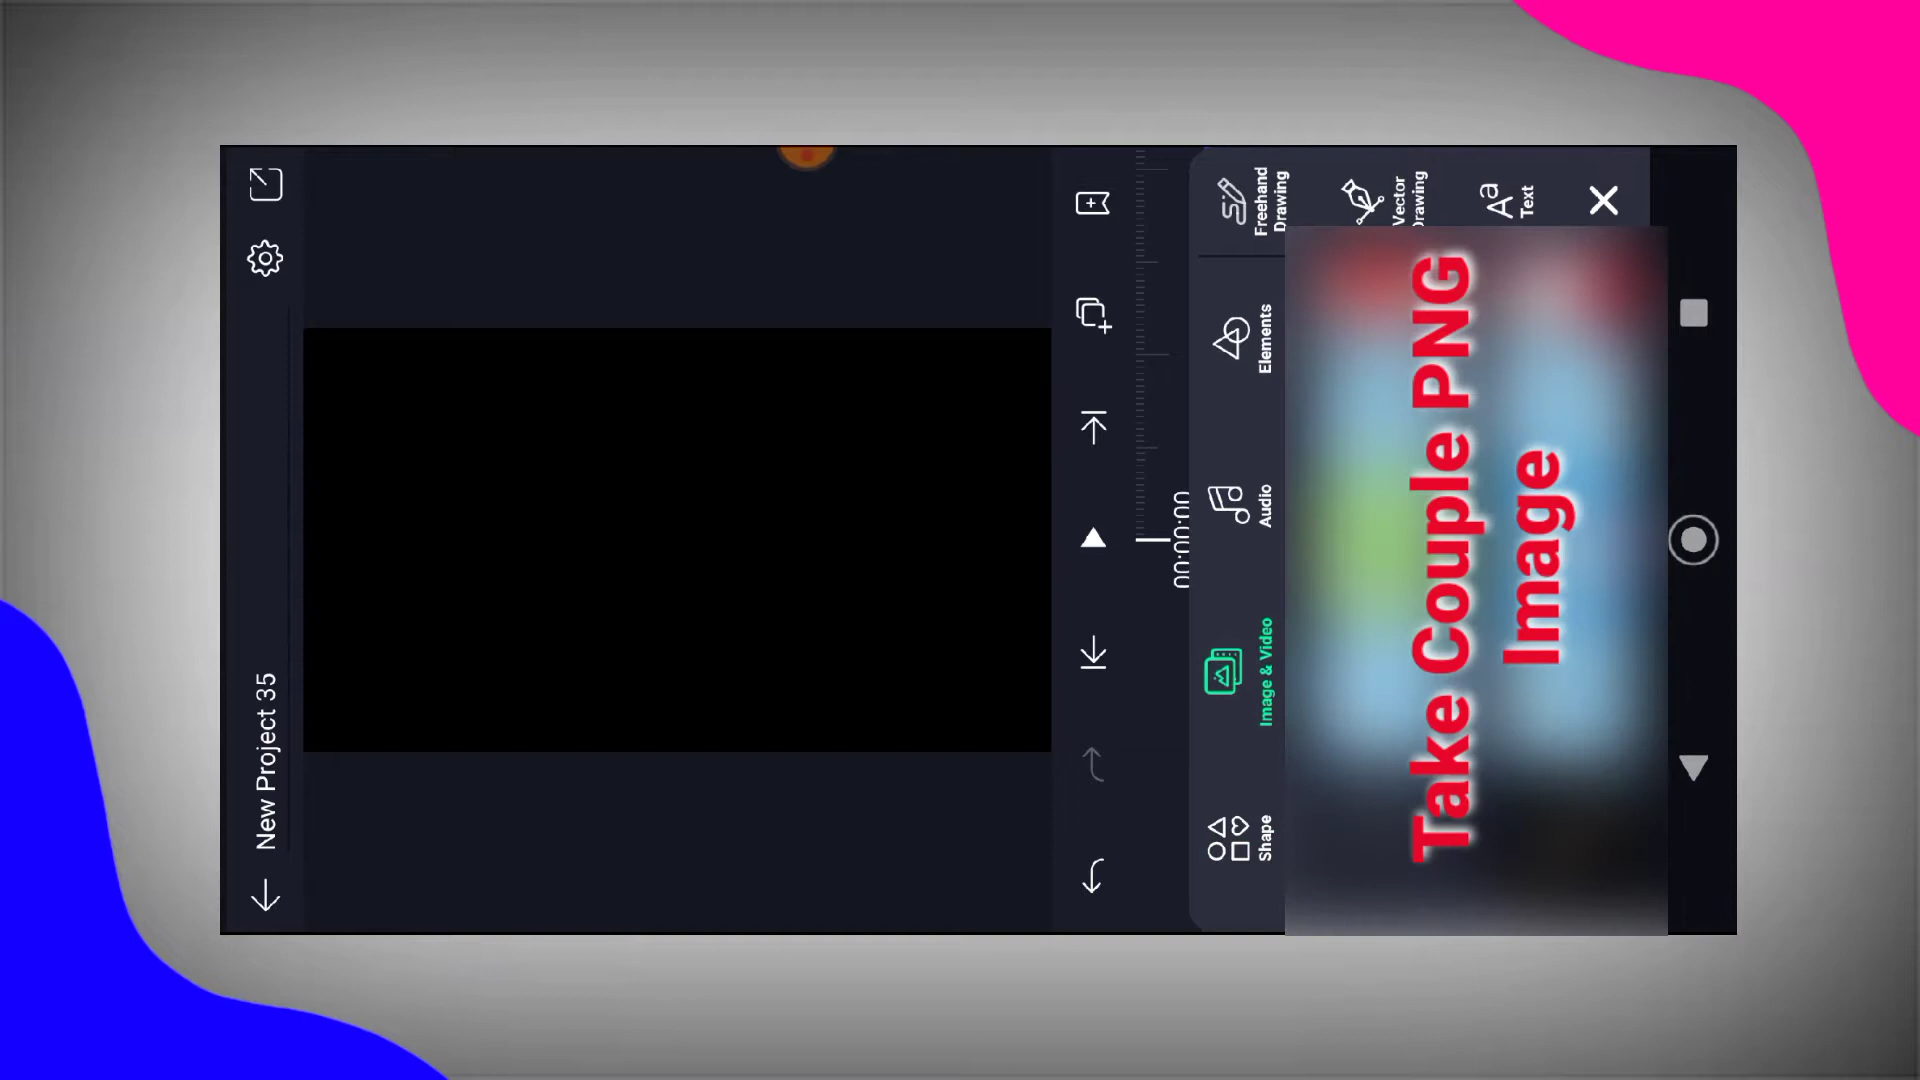 New Project 35
00:00:00
Shape
Image & Video
Audio
Elements
Freehand
Drawing
Vector
Drawing
Aa
Text
Take Couple PNG
Image